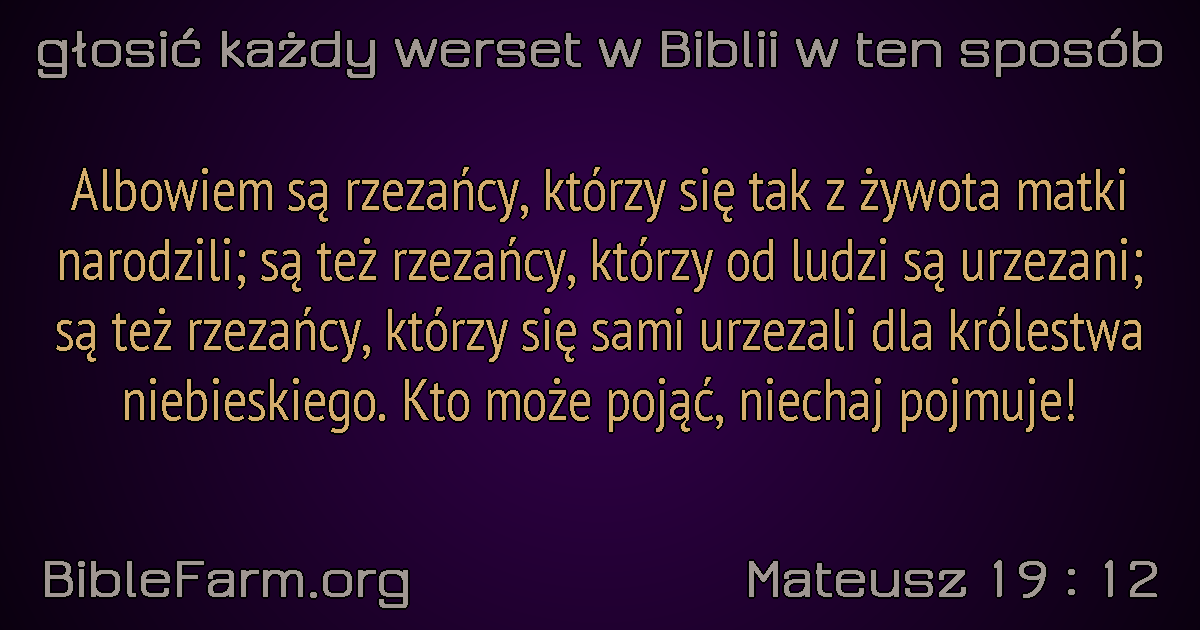 głosić każdy werset w Biblii w ten sposób
Albowiem są rzezańcy, którzy się tak z żywota matki
narodzili; są też rzezańcy, którzy od ludzi są urzezani;
są też rzezańcy, którzy się sami urzezali dla królestwa
niebieskiego. Kto może pojąć, niechaj pojmuje!
BibleFarm.org
Mateusz 19 : 12